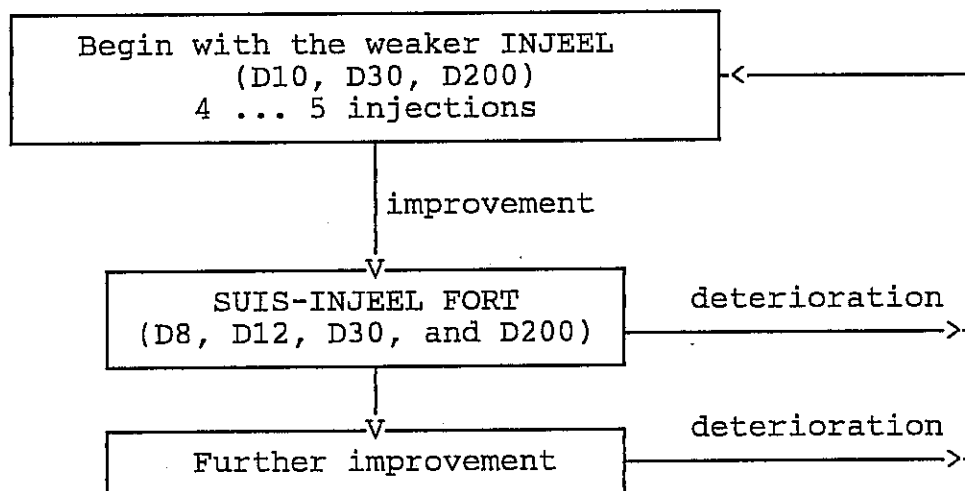 Begin with the weaker INJEEL
(D10, D30, D200)
4 ... 5 injections
improvement
SUIS-INJEEL FORT
(D8, D12, D30, and D200)
deterioration
Further improvement
deterioration